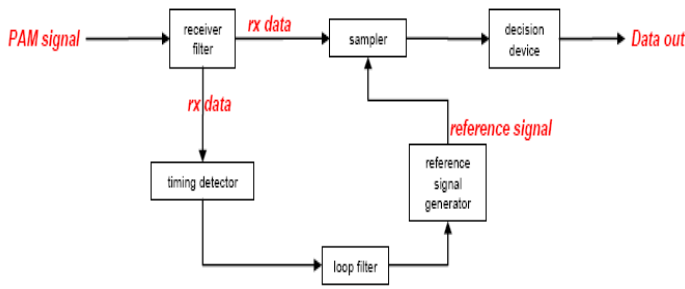 PAM signal
receiver
filter
rx data
sampler
decision
device
Data out
rx data
reference signal
timing detector
reference
signal
generator
loop filter